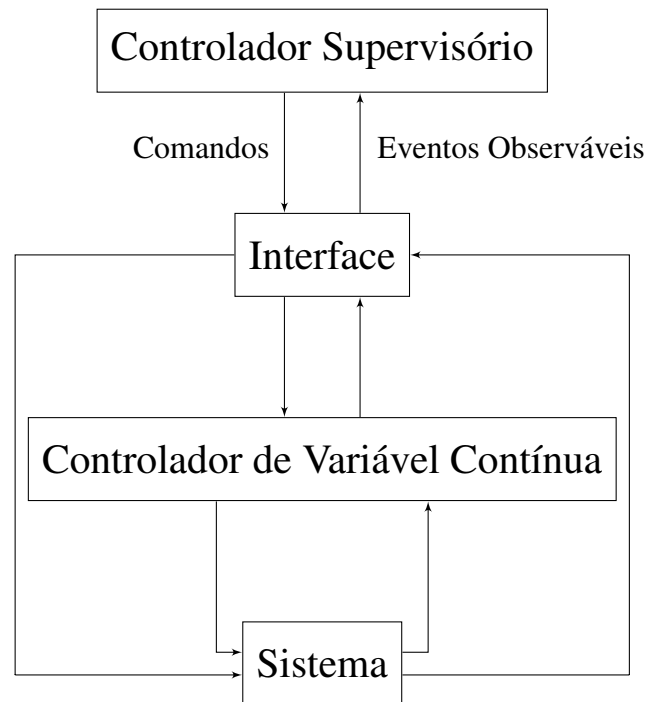 Controlador Supervisório
Comandos
Eventos Observáveis
Interface
Controlador de Variável Contínua
Sistema